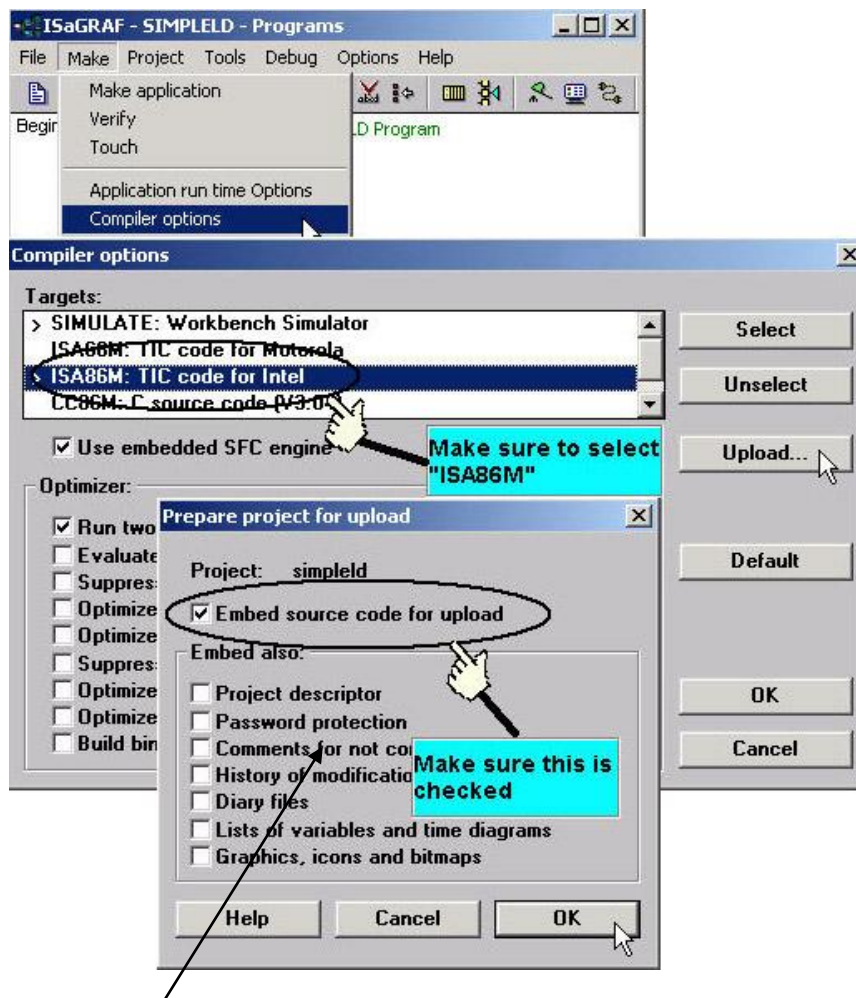 ISaGRAF - SIMPLELD - Programs
File Make Project Tools Debug Options Help
Make application
Verify
Touch
Application run time Options
Compiler options
Begin
LD Program
Compiler options
Targets:
> SIMULATE: Workbench Simulator
ISA68M: TIC code for Motorola
> ISA86M: TIC code for Intel
CC86M: C source code (V3.04)
Select
Unselect
Upload...
Default
OK
Cancel
Use embedded SFC engine
Make sure to select
"ISA86M"
Optimizer:
Run two
Evaluate
Suppres
Optimize
Optimize
Suppres
Optimize
Optimize
Build bin
Prepare project for upload
Project: simpleld
Embed source code for upload
Embed also:
Project descriptor
Password protection
Comments for not co
History of modificatio
Diary files
Lists of variables and time diagrams
Graphics, icons and bitmaps
Make sure this is
checked
Help Cancel OK